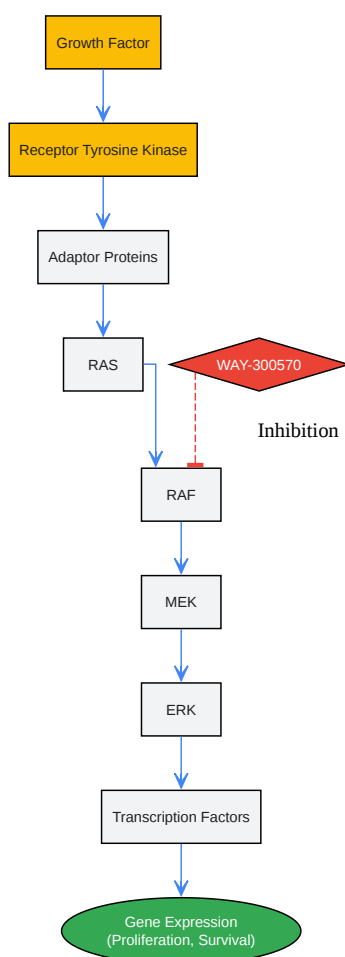 Growth Factor
Receptor Tyrosine Kinase
Adaptor Proteins
RAS
WAY-300570
Inhibition
RAF
MEK
ERK
Transcription Factors
Gene Expression
(Proliferation, Survival)